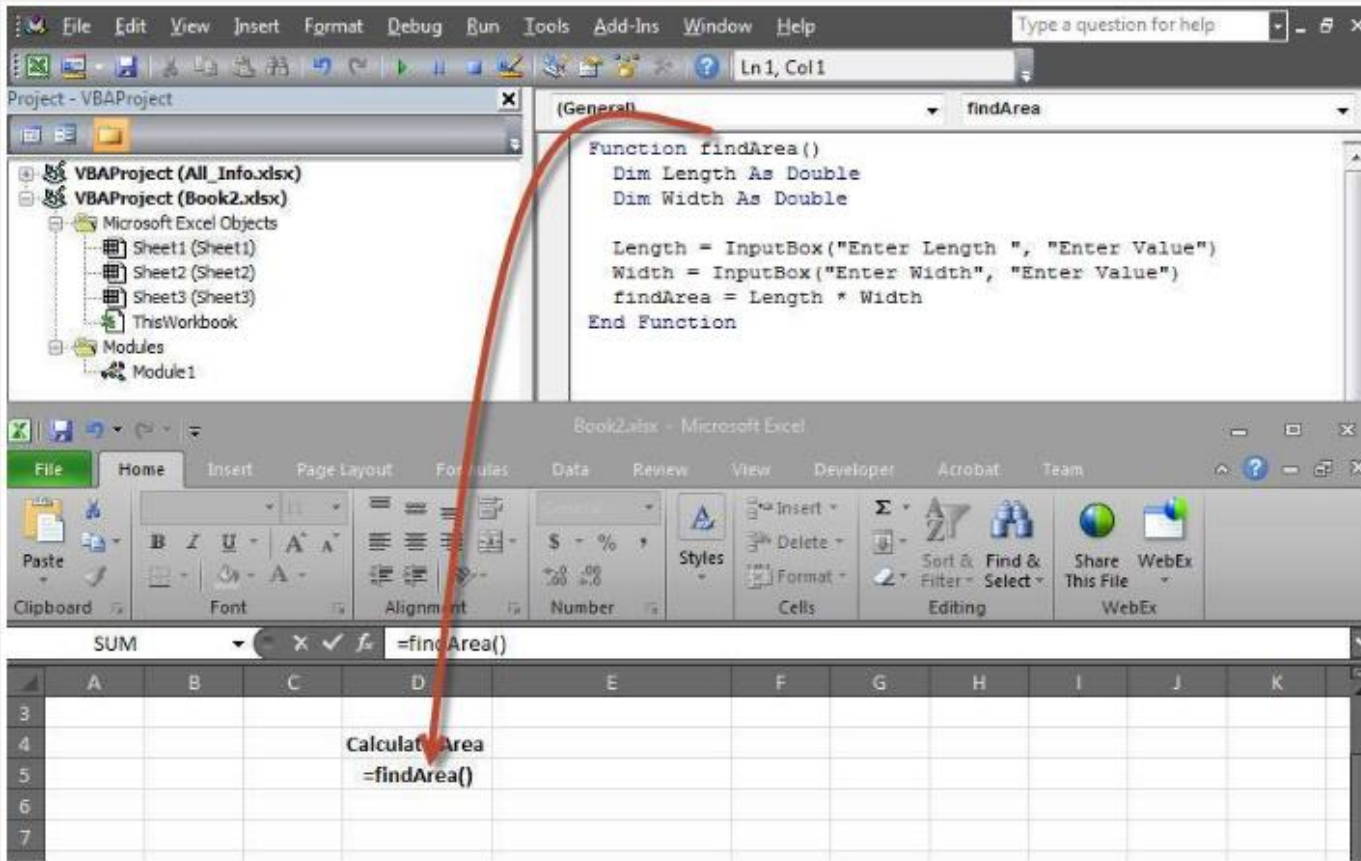 File Edit View Insert Format Debug Run Tools Add-Ins Window Help Type a question for help
Ln 1, Col 1
Project - VBAProject
(General) findArea
VBAProject (All_Info.xlsx)
VBAProject (Book2.xlsx)
Microsoft Excel Objects
Sheet1 (Sheet1)
Sheet2 (Sheet2)
Sheet3 (Sheet3)
ThisWorkbook
Modules
Module1
Function findArea()
Dim Length As Double
Dim Width As Double
Length = InputBox("Enter Length ", "Enter Value")
Width = InputBox("Enter Width", "Enter Value")
findArea = Length * Width
End Function
Book2.xlsx - Microsoft Excel
File Home Insert Page Layout Formulas Data Review View Developer Acrobat Team
Paste
Clipboard
B I U A A
A
Font
Alignment
General
$ % ,
Number
Styles
Insert
Delete
Format
Cells
Σ
Sort & Filter
Find & Select
Editing
Share This File
WebEx
WebEx
SUM fx =findArea()
A B C D E F G H I J K
3
4 Calculate Area
5 =findArea()
6
7